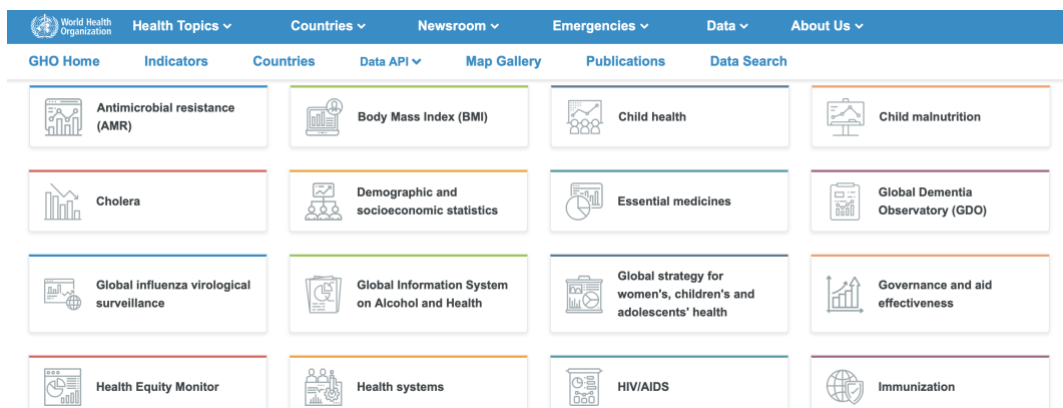 World Health
Organization
Health Topics
Countries
Newsroom
Emergencies
Data
About Us
GHO Home
Indicators
Countries
Data API
Map Gallery
Publications
Data Search
Antimicrobial resistance
(AMR)
Body Mass Index (BMI)
Child health
Child malnutrition
Cholera
Demographic and
socioeconomic statistics
Essential medicines
Global Dementia
Observatory (GDO)
Global influenza virological
surveillance
Global Information System
on Alcohol and Health
Global strategy for
women's, children's and
adolescents' health
Governance and aid
effectiveness
Health Equity Monitor
Health systems
HIV/AIDS
Immunization